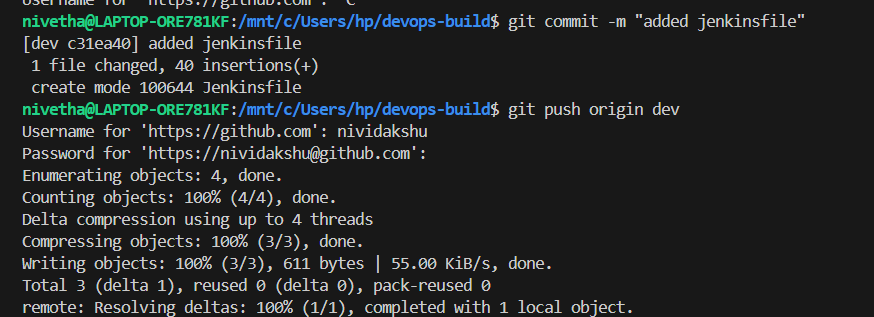 Username for 'https://github.com': ^C
nivetha@LAPTOP-ORE781KF:/mnt/c/Users/hp/devops-build$ git commit -m "added jenkinsfile"
[dev c31ea40] added jenkinsfile
 1 file changed, 40 insertions(+)
 create mode 100644 Jenkinsfile
nivetha@LAPTOP-ORE781KF:/mnt/c/Users/hp/devops-build$ git push origin dev
Username for 'https://github.com': nividakshu
Password for 'https://nividakshu@github.com':
Enumerating objects: 4, done.
Counting objects: 100% (4/4), done.
Delta compression using up to 4 threads
Compressing objects: 100% (3/3), done.
Writing objects: 100% (3/3), 611 bytes | 55.00 KiB/s, done.
Total 3 (delta 1), reused 0 (delta 0), pack-reused 0
remote: Resolving deltas: 100% (1/1), completed with 1 local object.